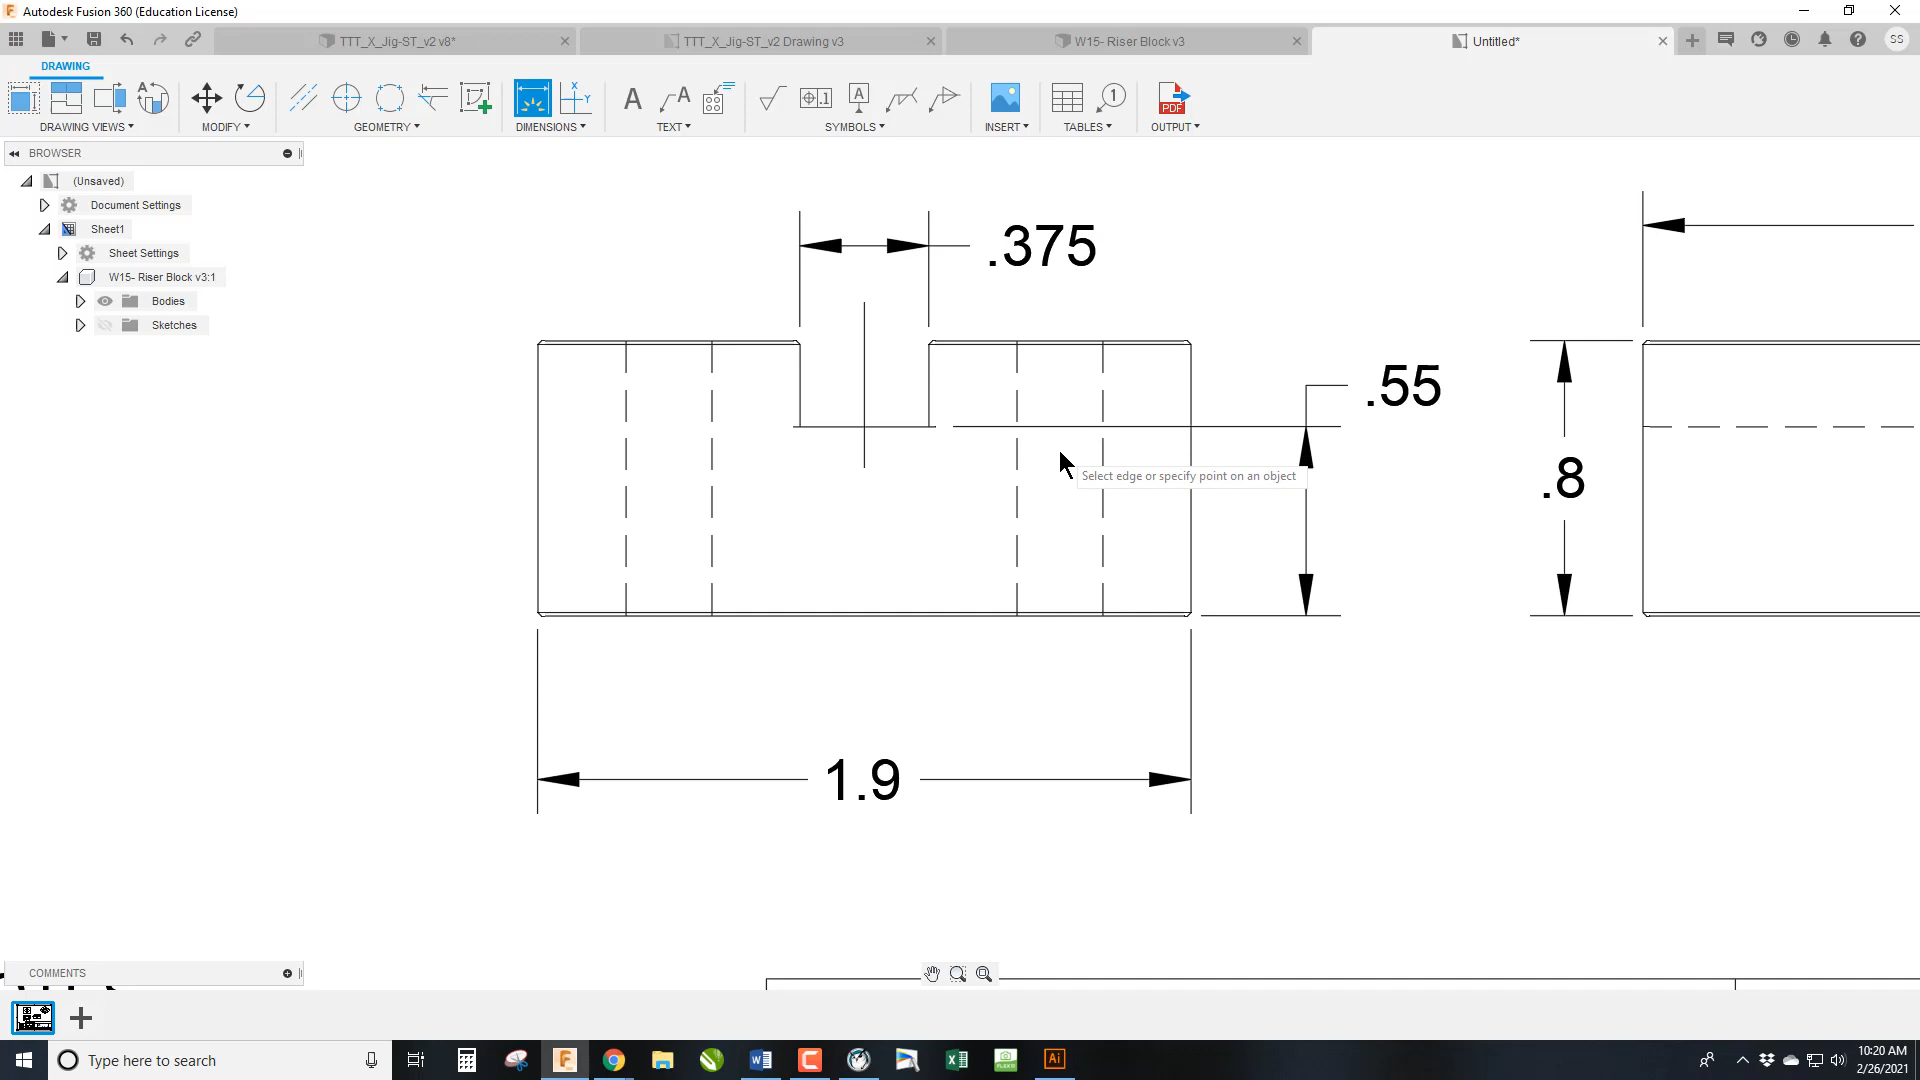 Autodesk Fusion 360 (Education License)
TTT_X_Jig-ST_v2 v8*
TTT_X_Jig-ST_v2 Drawing v3
W15- Riser Block v3
Untitled*
SS
DRAWING
DRAWING VIEWS
MODIFY
GEOMETRY
DIMENSIONS
TEXT
SYMBOLS
INSERT
TABLES
OUTPUT
BROWSER
(Unsaved)
Document Settings
Sheet1
Sheet Settings
W15- Riser Block v3:1
Bodies
Sketches
.375
.55
.8
Select edge or specify point on an object
1.9
COMMENTS
Type here to search
10:20 AM
2/26/2021